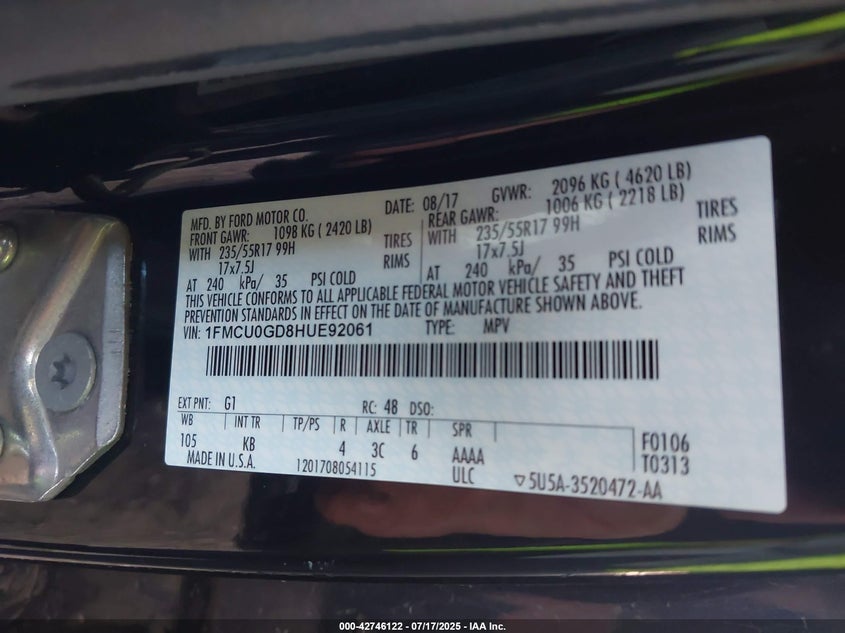 MFD. BY FORD MOTOR CO.
DATE: 08/17 GVWR: 2096 KG ( 4620 LB)
FRONT GAWR: 1098 KG ( 2420 LB)
REAR GAWR: 1006 KG ( 2218 LB)
WITH 235/55R17 99H TIRES
WITH 235/55R17 99H TIRES
17x7.5J RIMS
17x7.5J RIMS
AT 240 kPa/ 35 PSI COLD
AT 240 kPa/ 35 PSI COLD
THIS VEHICLE CONFORMS TO ALL APPLICABLE FEDERAL MOTOR VEHICLE SAFETY AND THEFT
PREVENTION STANDARDS IN EFFECT ON THE DATE OF MANUFACTURE SHOWN ABOVE.
VIN: 1FMCU0GD8HUE92061 TYPE: MPV
EXT PNT: G1 RC: 48 DSO:
WB INT TR TP/PS R AXLE TR SPR
105 KB 4 3C 6 AAAA F0106
MADE IN U.S.A. 1201708054115 ULC T0313
▽5U5A-3520472-AA
000-42746122 - 07/17/2025 - IAA Inc.